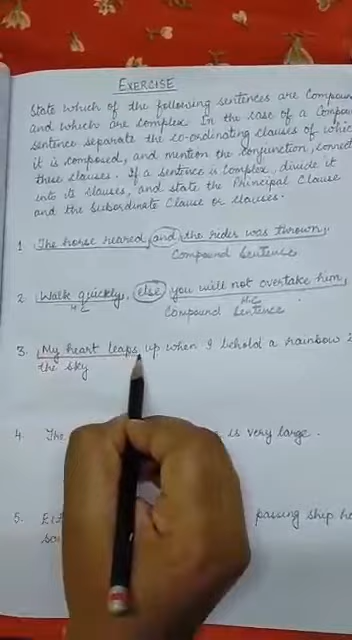 EXERCISE
State which of the following sentences are Compound
and which are complex. In the case of a Compou
sentence separate the co-ordinating clauses of which
it is composed, and mention the conjunction, connect
these clauses. If a sentence is complex, divide it
into its clauses, and state the Principal Clause
and the Subordinate Clause or clauses.
1. The horse reared and the rider was thrown.
Compound Sentence
2. Walk quickly, else you will not overtake him,
M.C M.C
Compound Sentence
3. My heart leaps up when I behold a rainbow i
the sky
4. The is very large.
5. passing ship